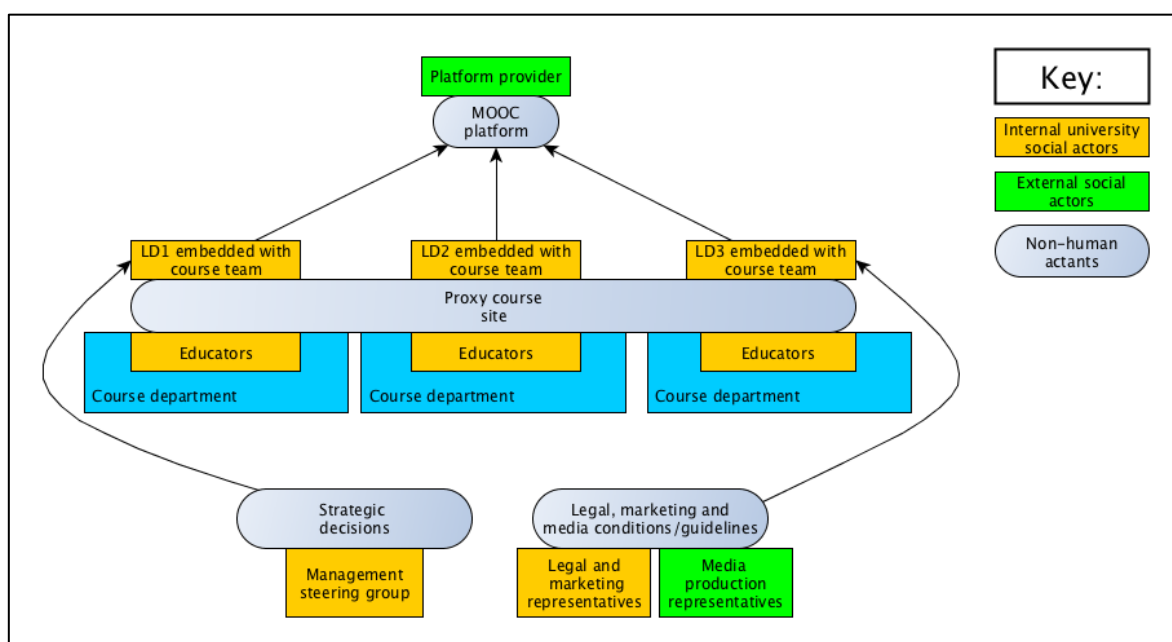 Platform provider
MOOC
platform
Key:
Internal university
social actors
External social
actors
Non-human
actants
LD1 embedded with
course team
LD2 embedded with
course team
LD3 embedded with
course team
Proxy course
site
Educators
Educators
Educators
Course department
Course department
Course department
Strategic
decisions
Legal, marketing and
media conditions/guidelines
Management
steering group
Legal and
marketing
representatives
Media
production
representatives